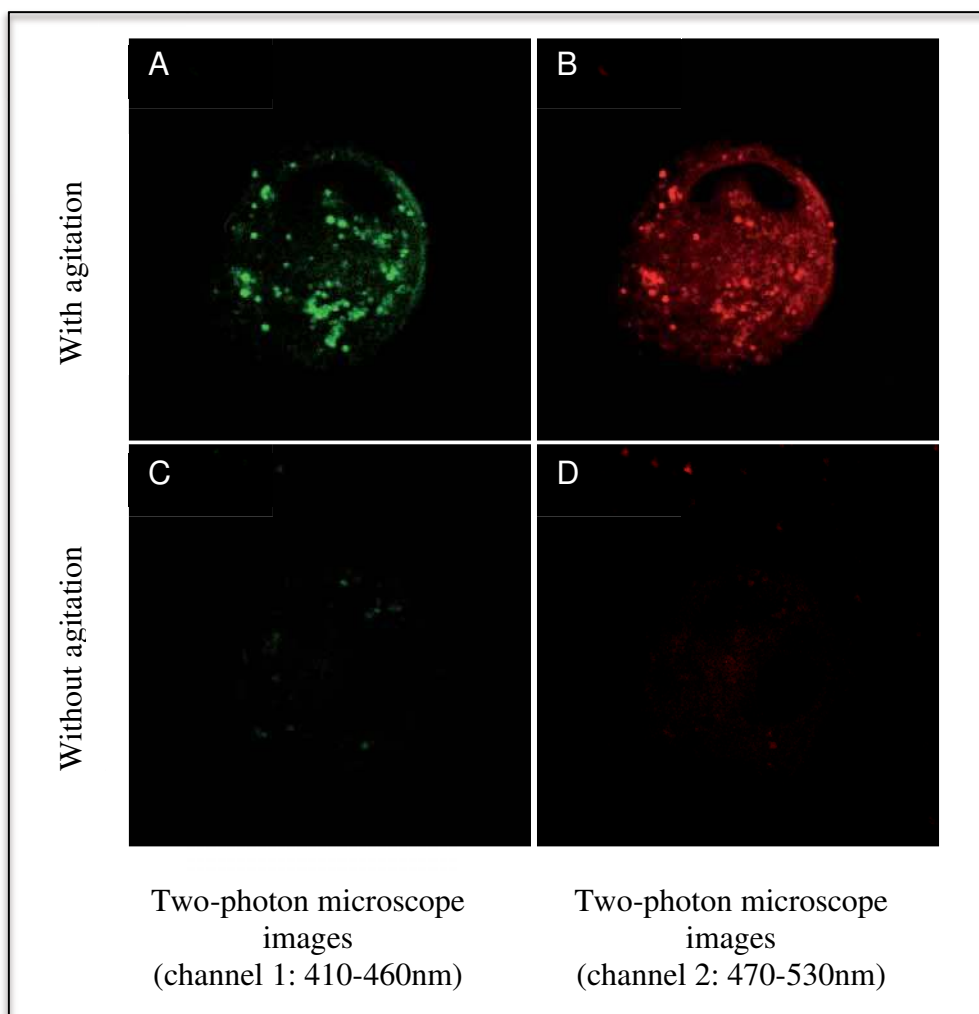 A
B
With agitation
C
D
Without agitation
Two-photon microscope
images
(channel 1: 410-460nm)
Two-photon microscope
images
(channel 2: 470-530nm)